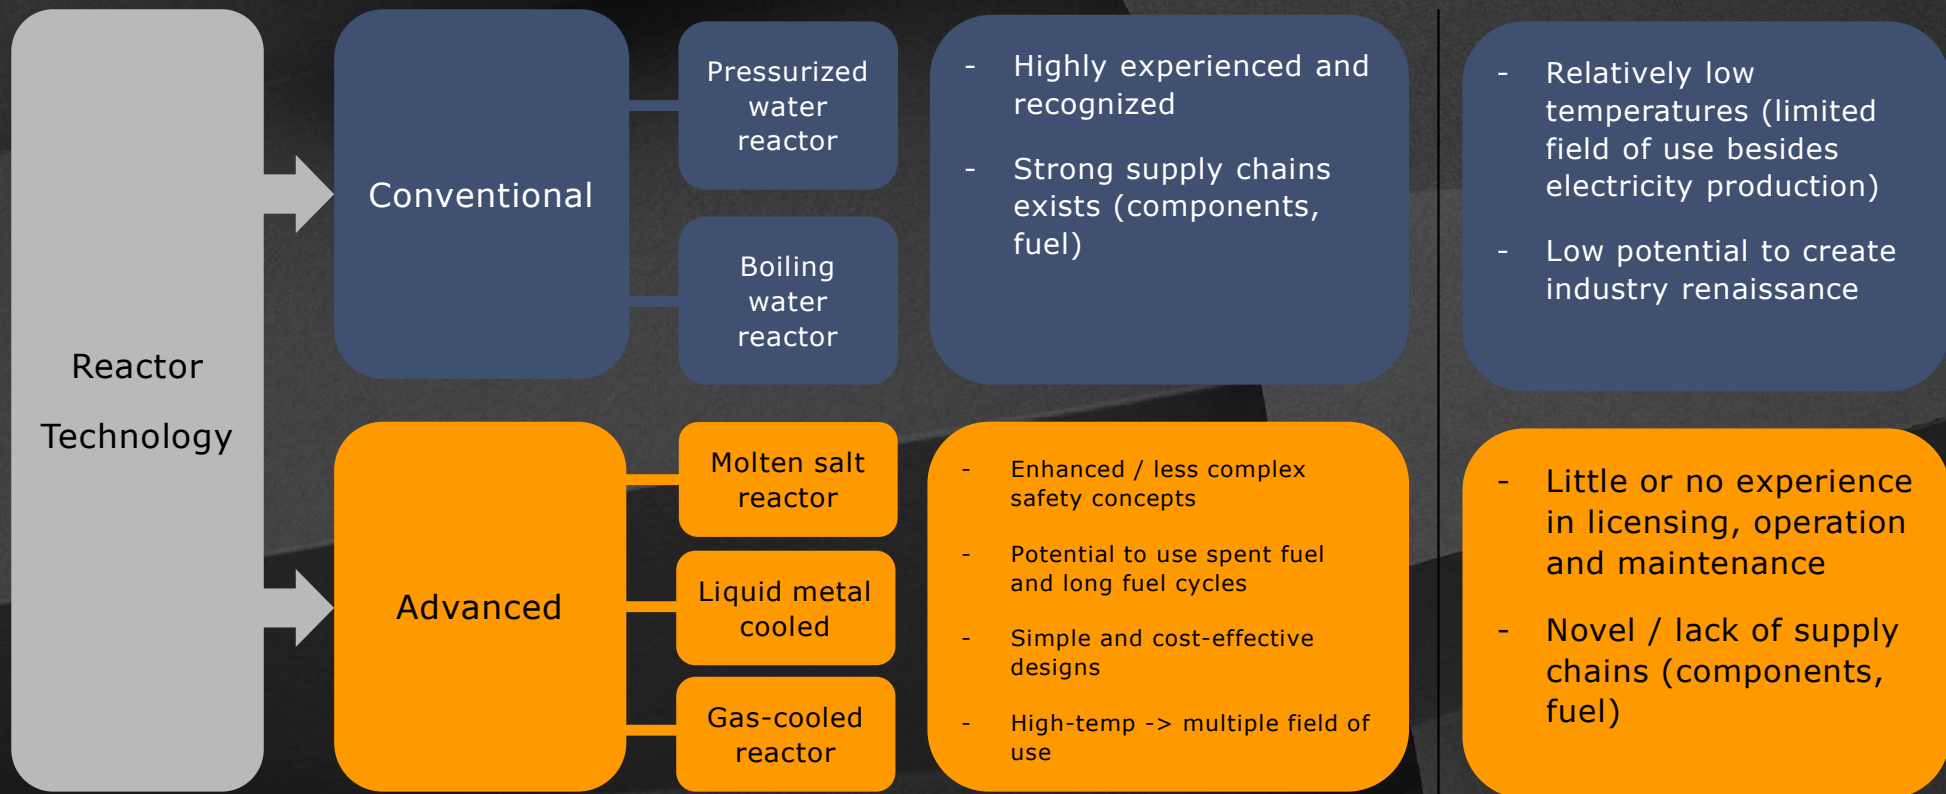 Reactor
Technology
Conventional
Pressurized
water
reactor
Boiling
water
reactor
- Highly experienced and
recognized
- Strong supply chains
exists (components,
fuel)
- Relatively low
temperatures (limited
field of use besides
electricity production)
- Low potential to create
industry renaissance
Advanced
Molten salt
reactor
Liquid metal
cooled
Gas-cooled
reactor
- Enhanced / less complex
safety concepts
- Potential to use spent fuel
and long fuel cycles
- Simple and cost-effective
designs
- High-temp -> multiple field of
use
- Little or no experience
in licensing, operation
and maintenance
- Novel / lack of supply
chains (components,
fuel)